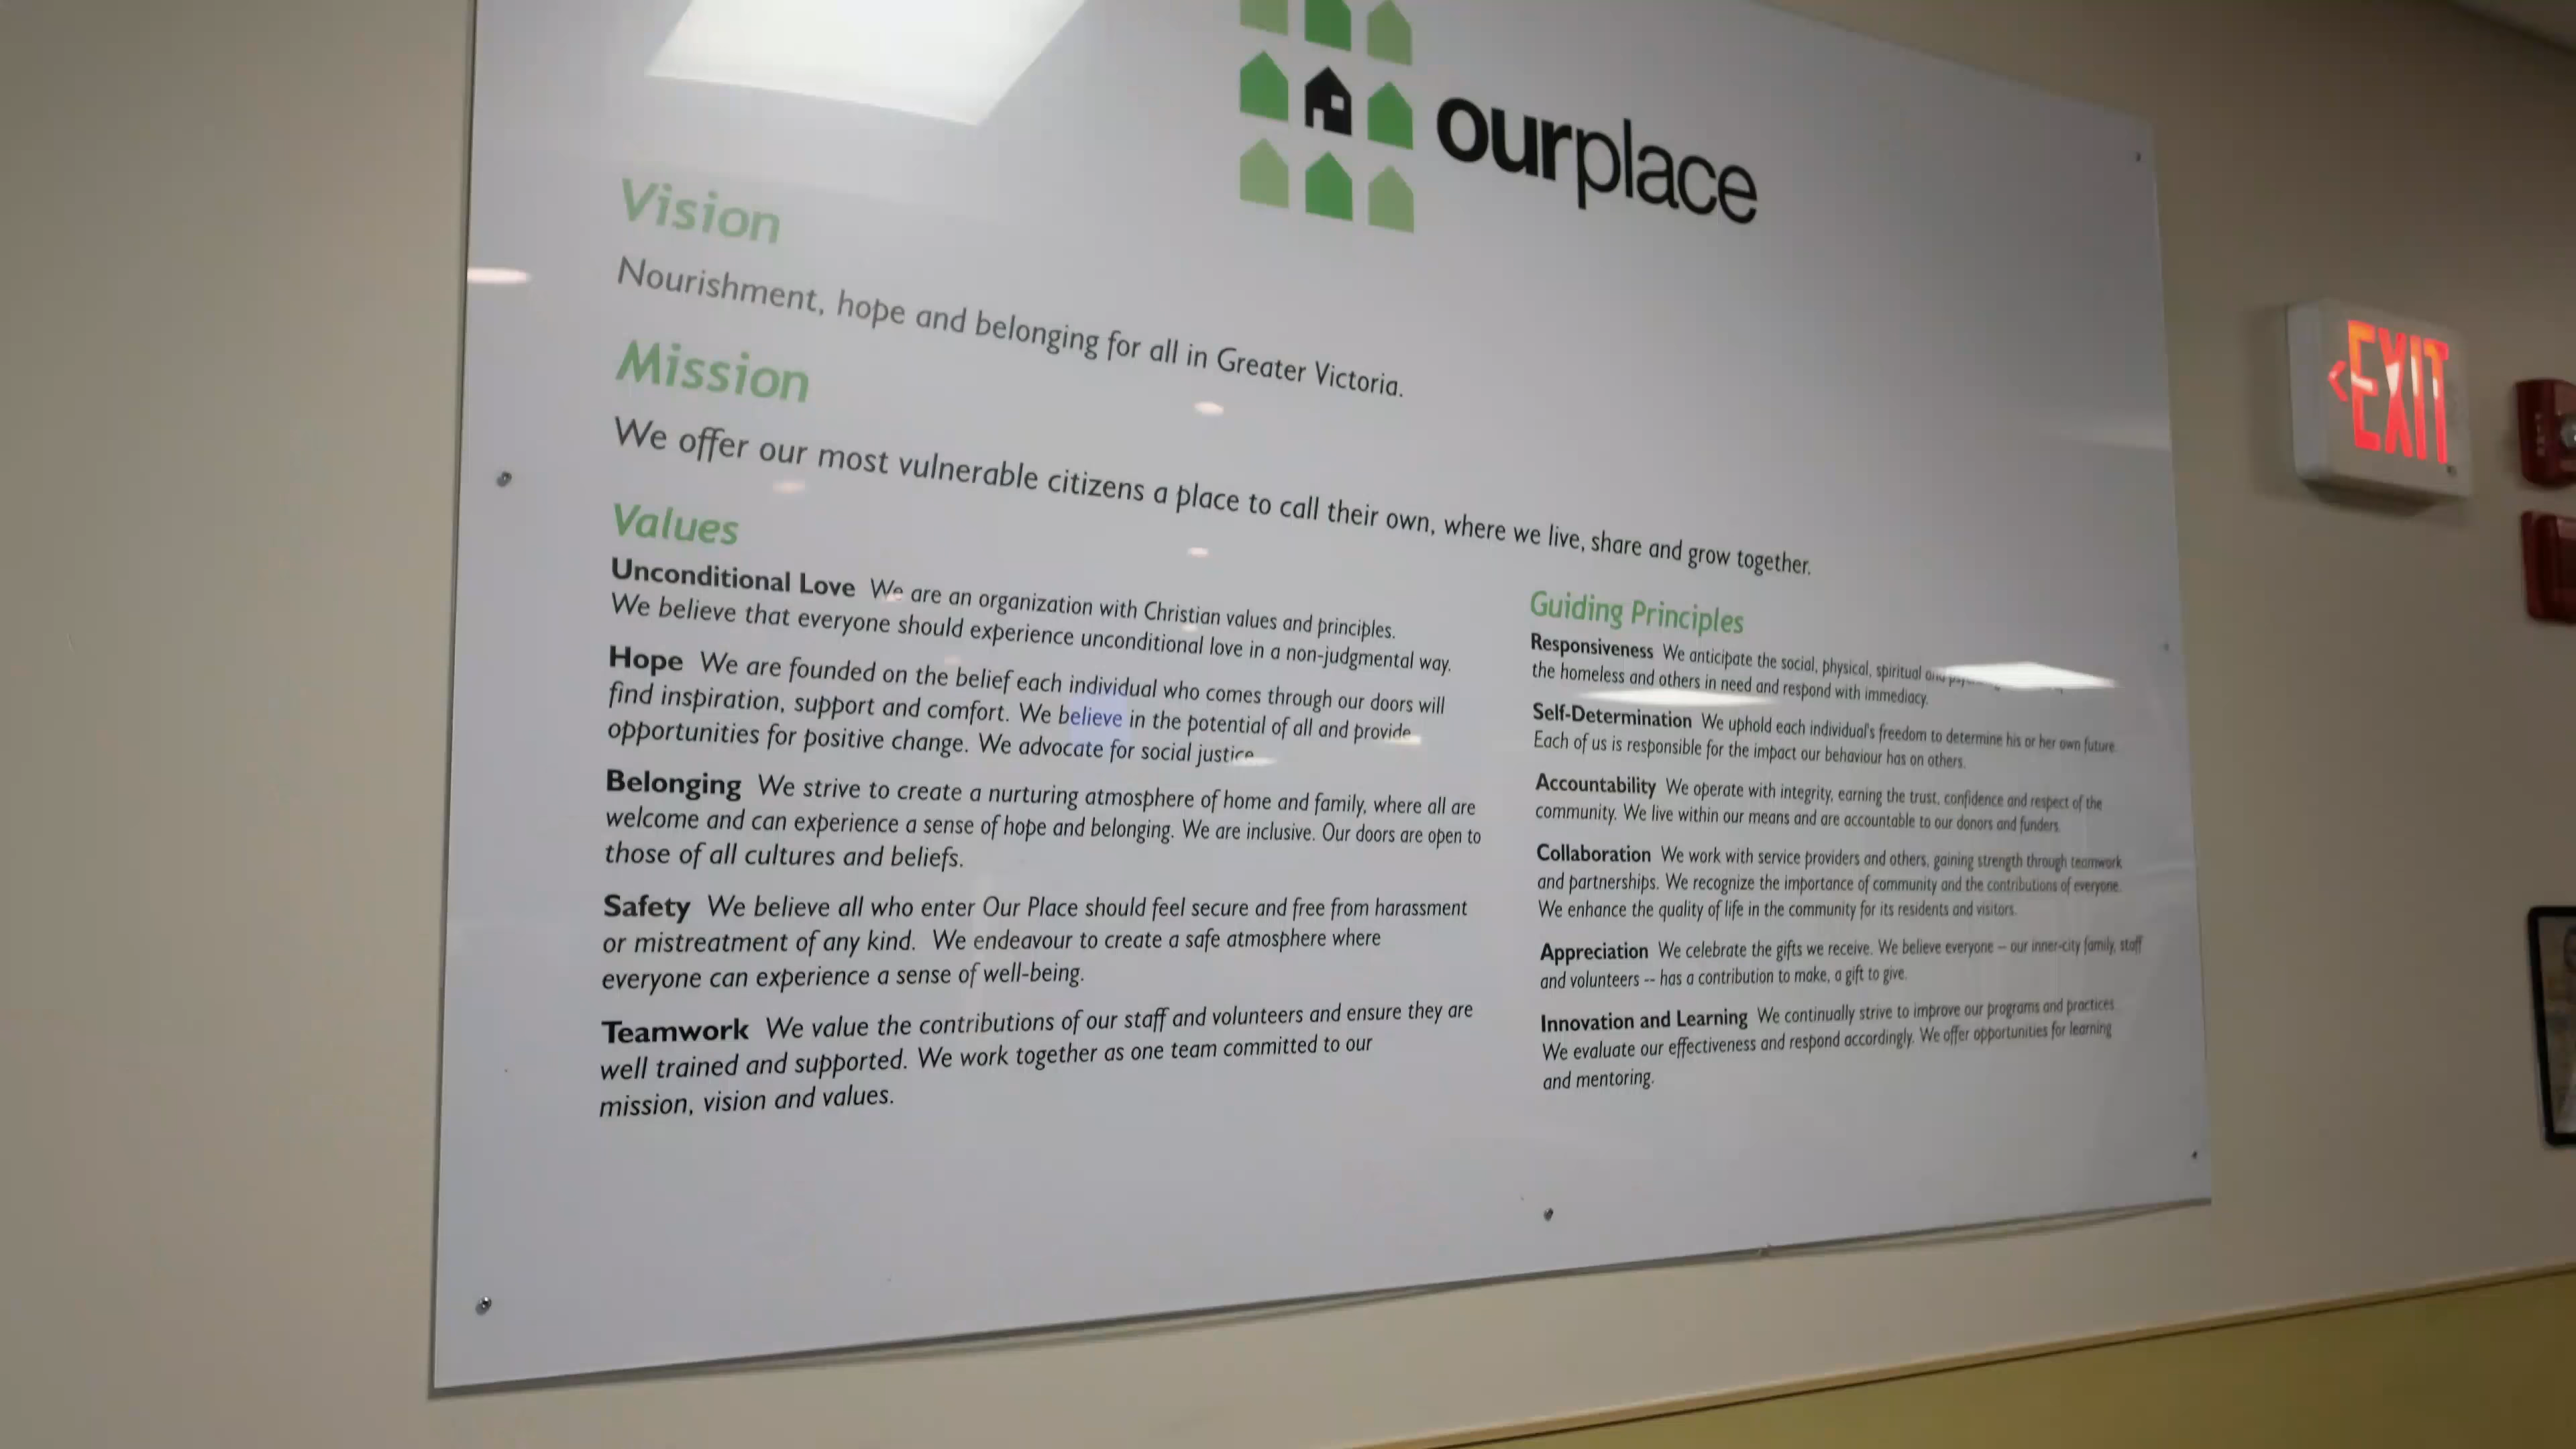 ourplace
Vision
Nourishment, hope and belonging for all in Greater Victoria.
Mission
We offer our most vulnerable citizens a place to call their own, where we live, share and grow together.
Values
Unconditional Love We are an organization with Christian values and principles.
We believe that everyone should experience unconditional love in a non-judgmental way.
Hope We are founded on the belief each individual who comes through our doors will
find inspiration, support and comfort. We believe in the potential of all and provide
opportunities for positive change. We advocate for social justice
Belonging We strive to create a nurturing atmosphere of home and family, where all are
welcome and can experience a sense of hope and belonging. We are inclusive. Our doors are open to
those of all cultures and beliefs.
Safety We believe all who enter Our Place should feel secure and free from harassment
or mistreatment of any kind. We endeavour to create a safe atmosphere where
everyone can experience a sense of well-being.
Teamwork We value the contributions of our staff and volunteers and ensure they are
well trained and supported. We work together as one team committed to our
mission, vision and values.
Guiding Principles
Responsiveness We anticipate the social, physical, spiritual and
the homeless and others in need and respond with immediacy.
Self-Determination We uphold each individual's freedom to determine his or her own future.
Each of us is responsible for the impact our behaviour has on others.
Accountability We operate with integrity, earning the trust, confidence and respect of the
community. We live within our means and are accountable to our donors and funders.
Collaboration We work with service providers and others, gaining strength through teamwork
and partnerships. We recognize the importance of community and the contributions of everyone.
We enhance the quality of life in the community for its residents and visitors.
Appreciation We celebrate the gifts we receive. We believe everyone – our inner-city family, staff
and volunteers -- has a contribution to make, a gift to give.
Innovation and Learning We continually strive to improve our programs and practices.
We evaluate our effectiveness and respond accordingly. We offer opportunities for learning
and mentoring.
EXIT